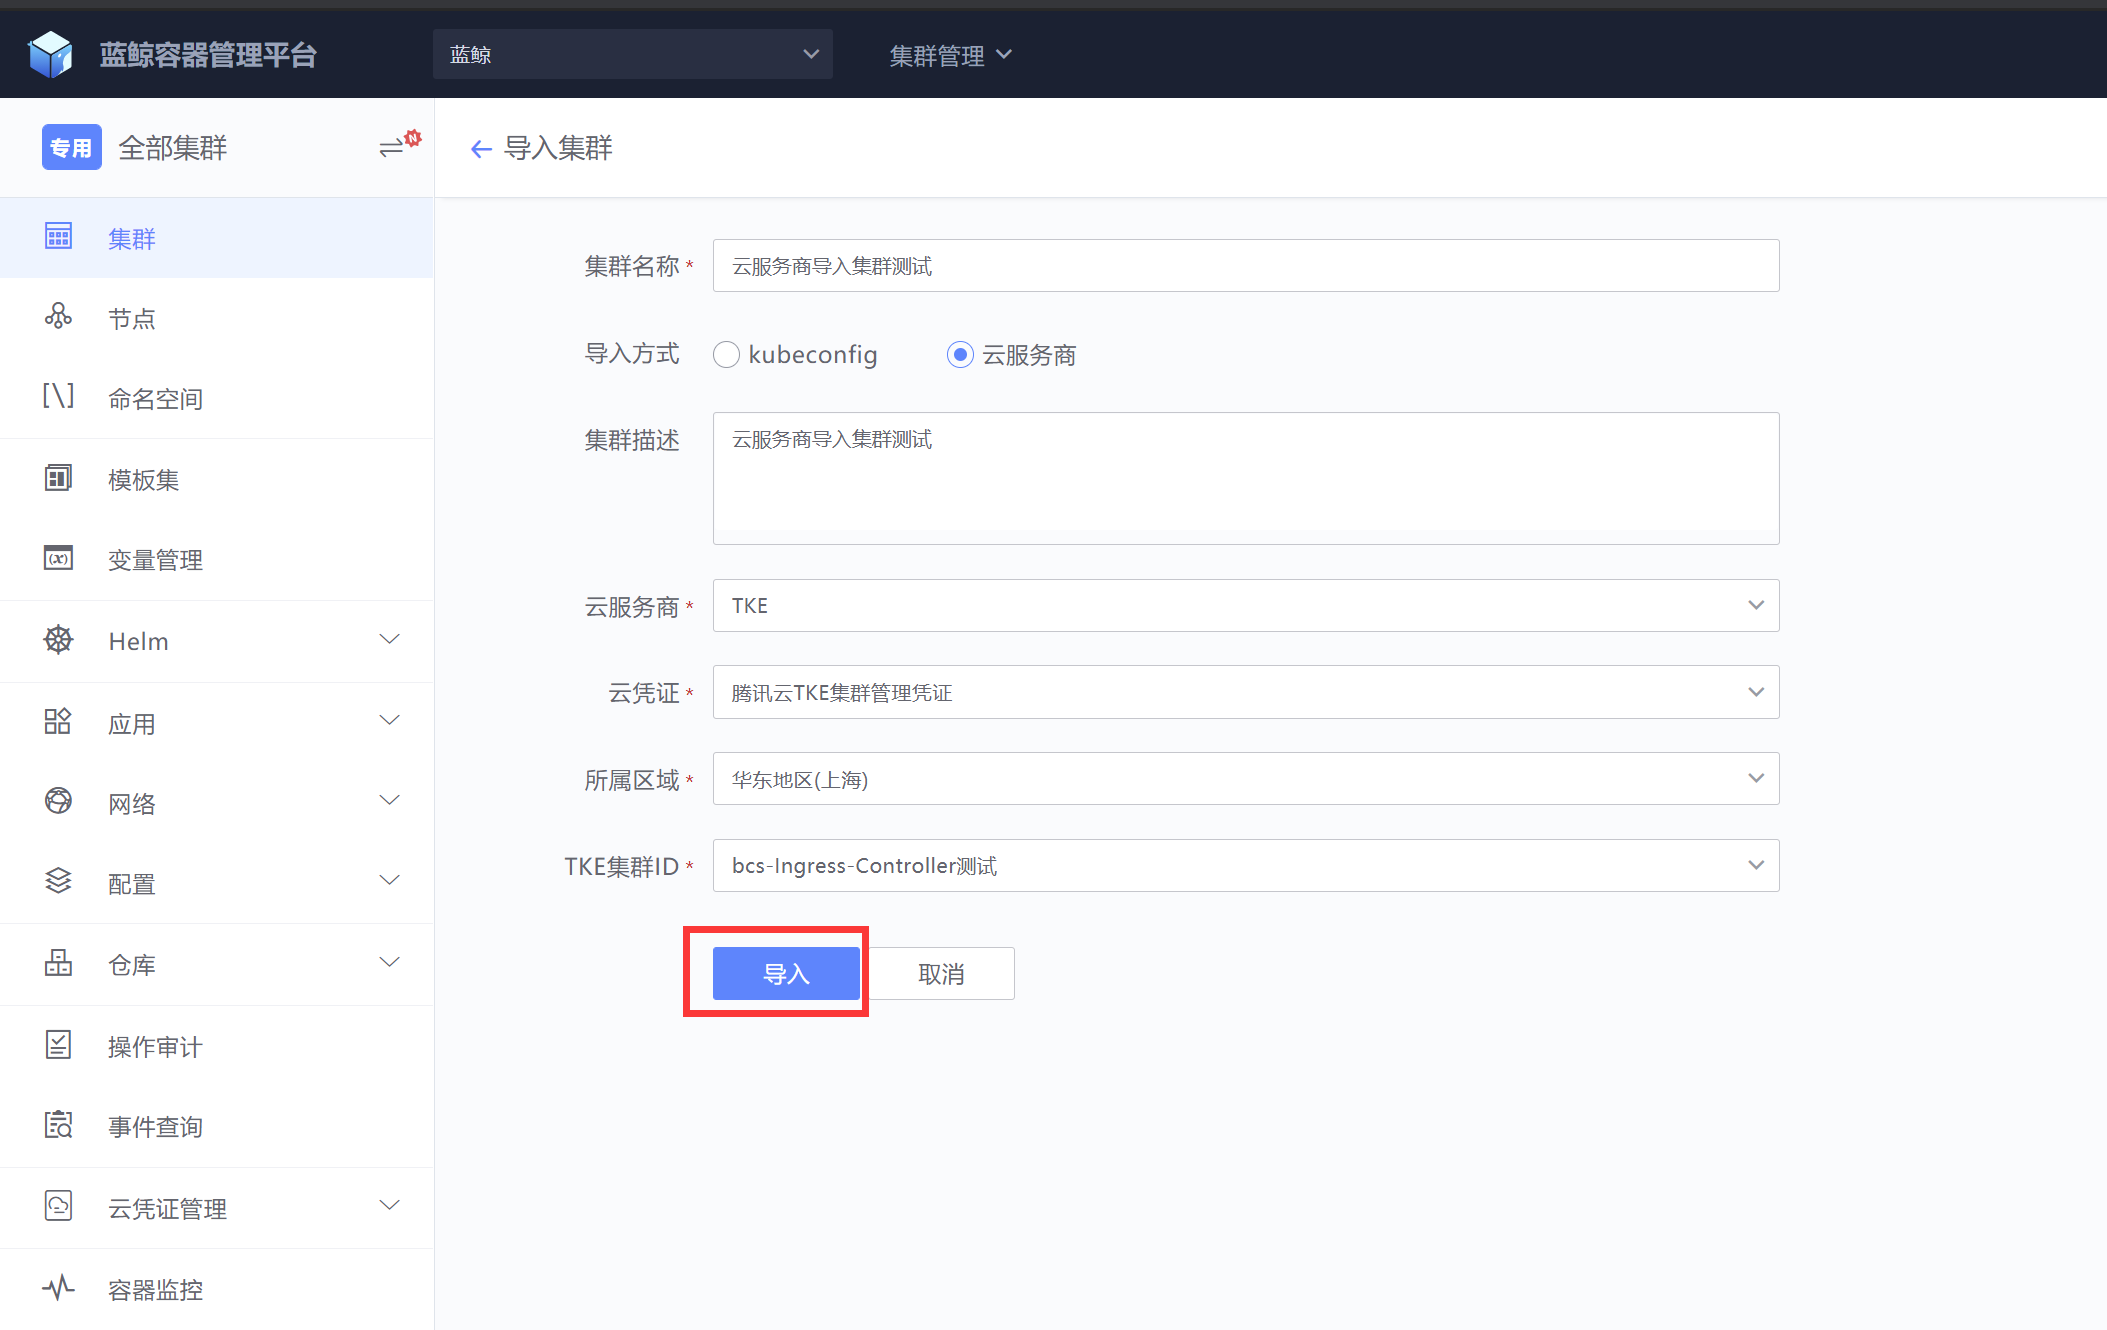 蓝鲸容器管理平台
蓝鲸
集群管理
专用 全部集群
N
导入集群
集群
节点
命名空间
模板集
变量管理
(x)
Helm
应用
网络
配置
仓库
操作审计
事件查询
云凭证管理
容器监控
集群名称 *
云服务商导入集群测试
导入方式
kubeconfig
云服务商
集群描述
云服务商导入集群测试
云服务商 *
TKE
云凭证 *
腾讯云TKE集群管理凭证
所属区域 *
华东地区(上海)
TKE集群ID *
bcs-Ingress-Controller测试
导入
取消